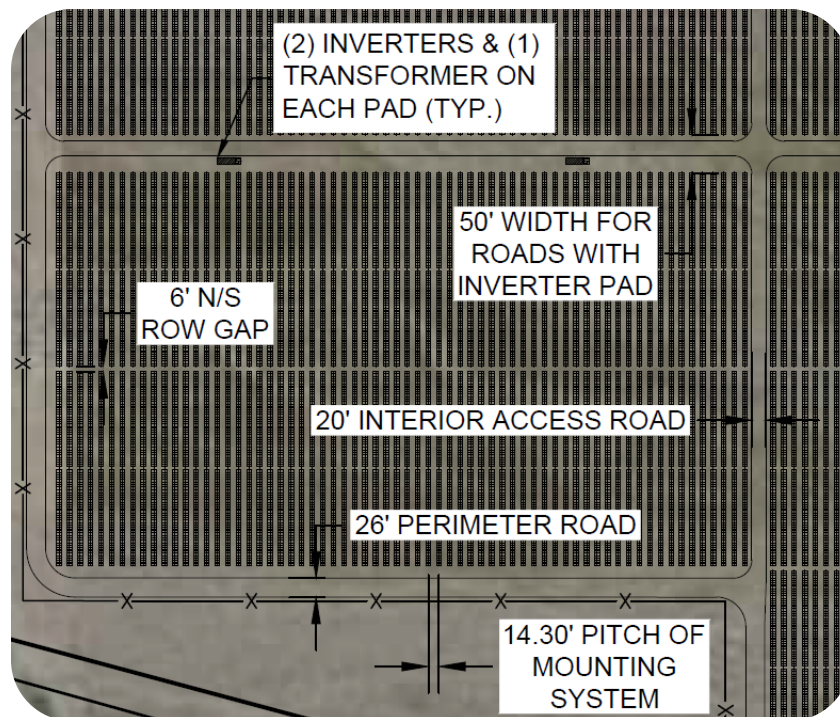 (2) INVERTERS & (1)
TRANSFORMER ON
EACH PAD (TYP.)
50' WIDTH FOR
ROADS WITH
INVERTER PAD
6' N/S
ROW GAP
20' INTERIOR ACCESS ROAD
26' PERIMETER ROAD
14.30' PITCH OF
MOUNTING
SYSTEM